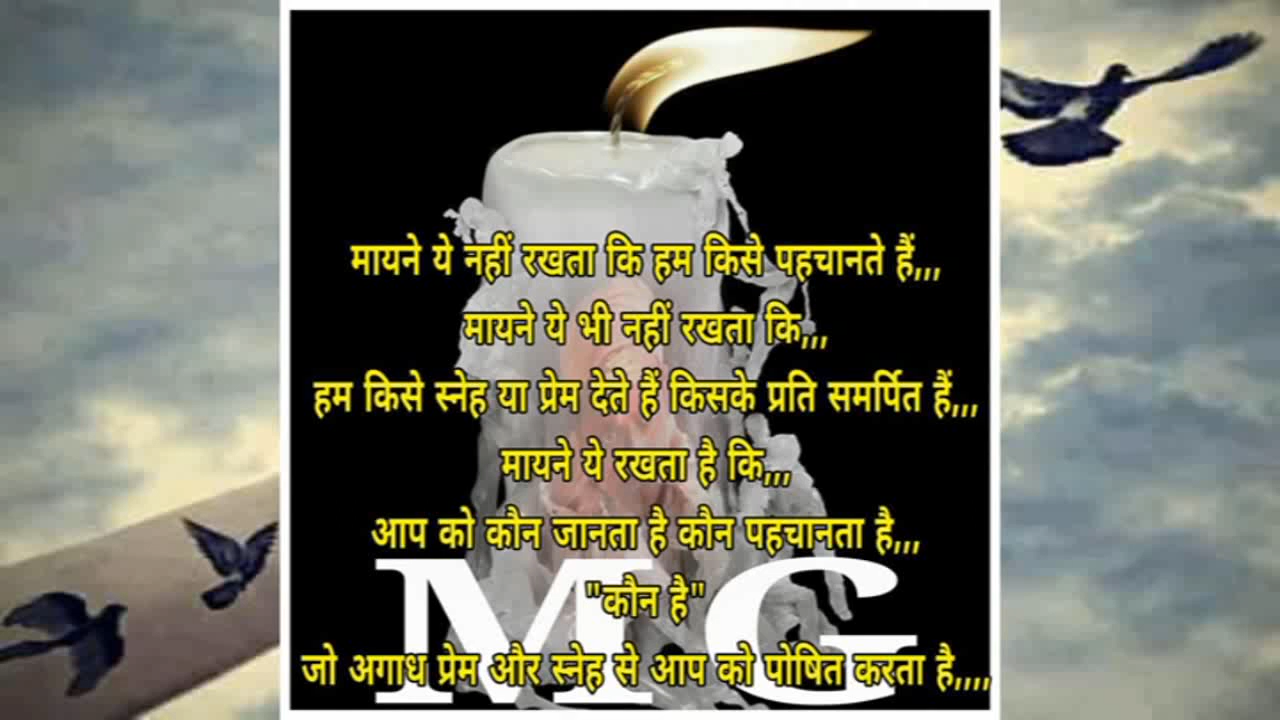 मायने ये नहीं रखता कि हम किसे पहचानते हैं,,,
मायने ये भी नहीं रखता कि,,,
हम किसे स्नेह या प्रेम देते हैं किसके प्रति समर्पित हैं,,,
मायने ये रखता है कि,,,
आप को कौन जानता है कौन पहचानता है,,,
"कौन है"
जो अगाध प्रेम और स्नेह से आप को पोषित करता है,,,,
MG